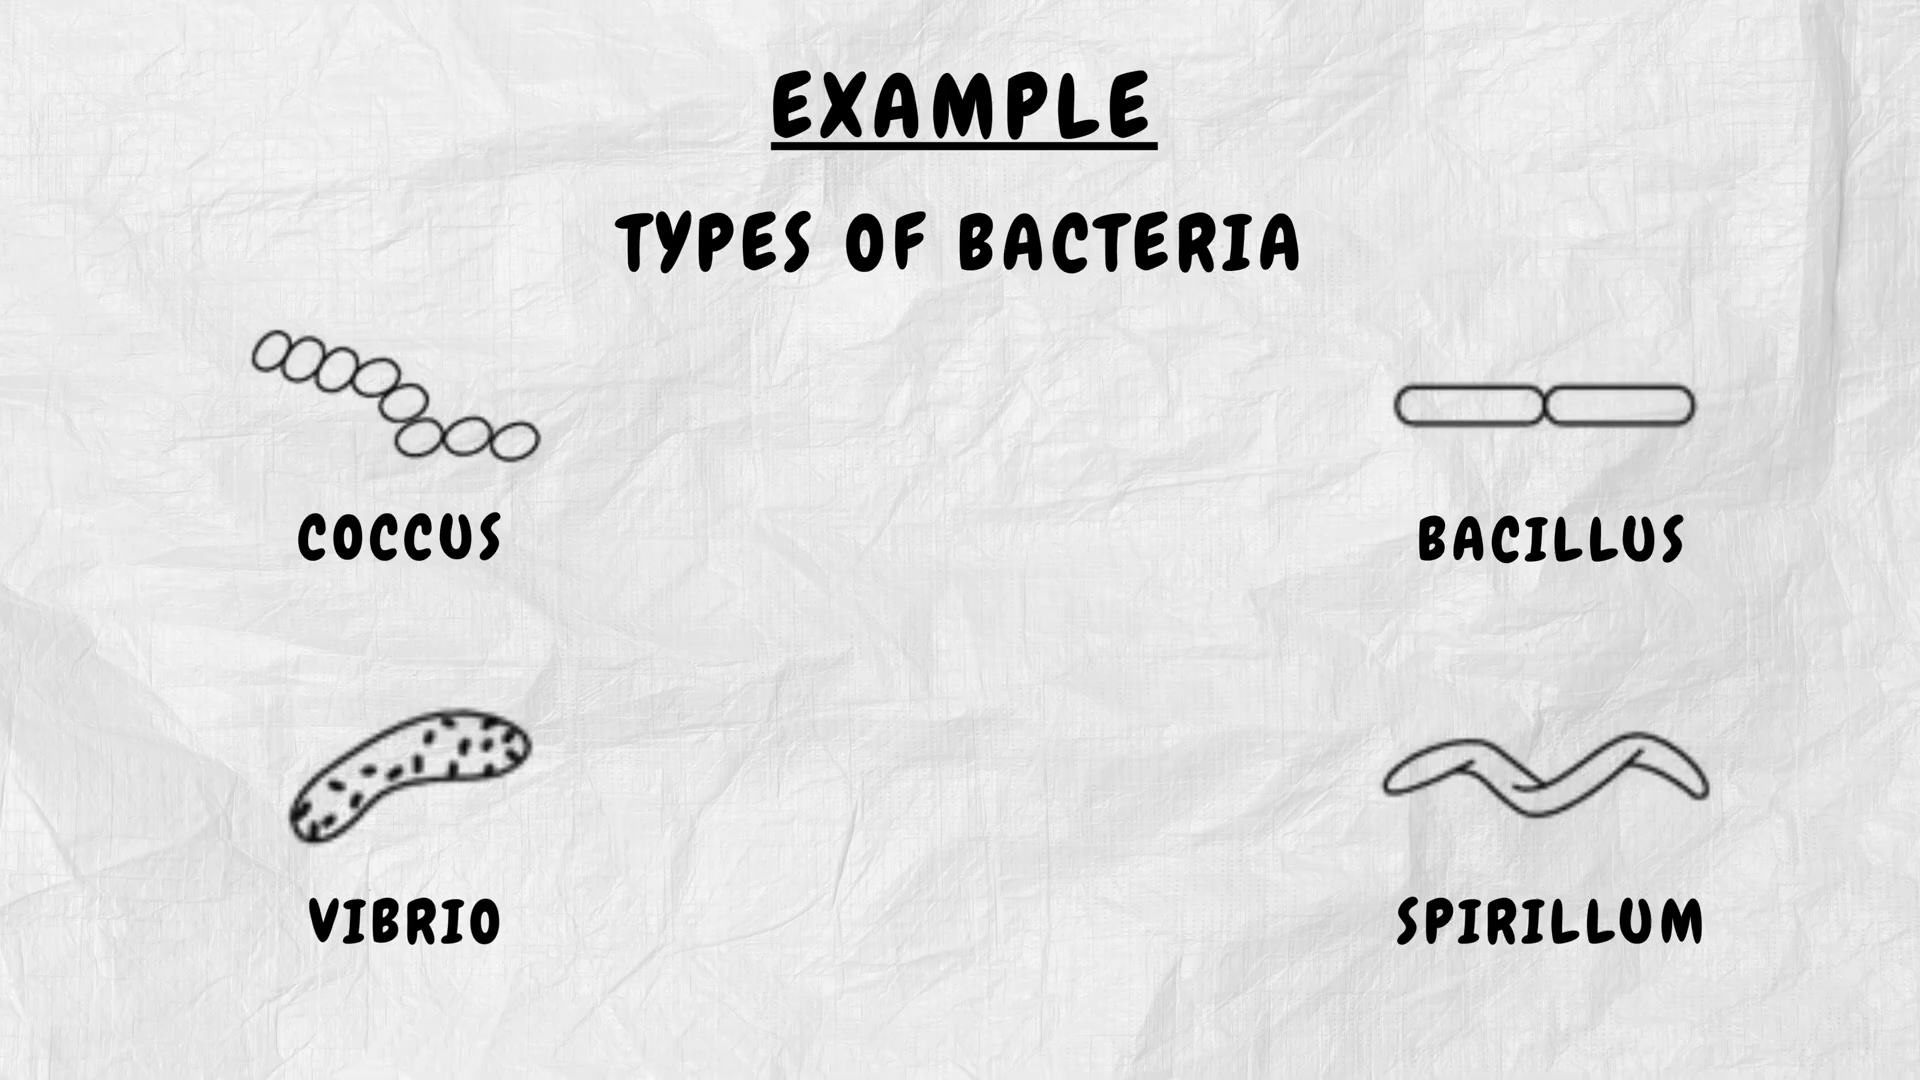 EXAMPLE
TYPES OF BACTERIA
COCCUS
BACILLUS
VIBRIO
SPIRILLUM